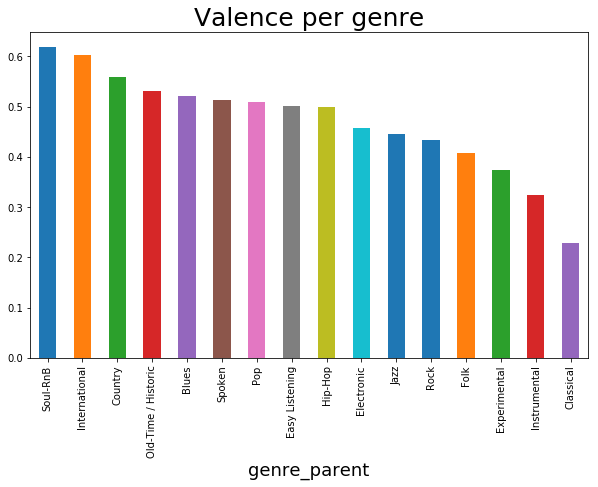 Valence per genre
0.6
0.5
0.4
0.3
0.2
0.1
0.0
Soul-RnB
International
Country
Old-Time / Historic
Blues
Spoken
Pop
Easy Listening
Hip-Hop
Electronic
Jazz
Rock
Folk
Experimental
Instrumental
Classical
genre_parent